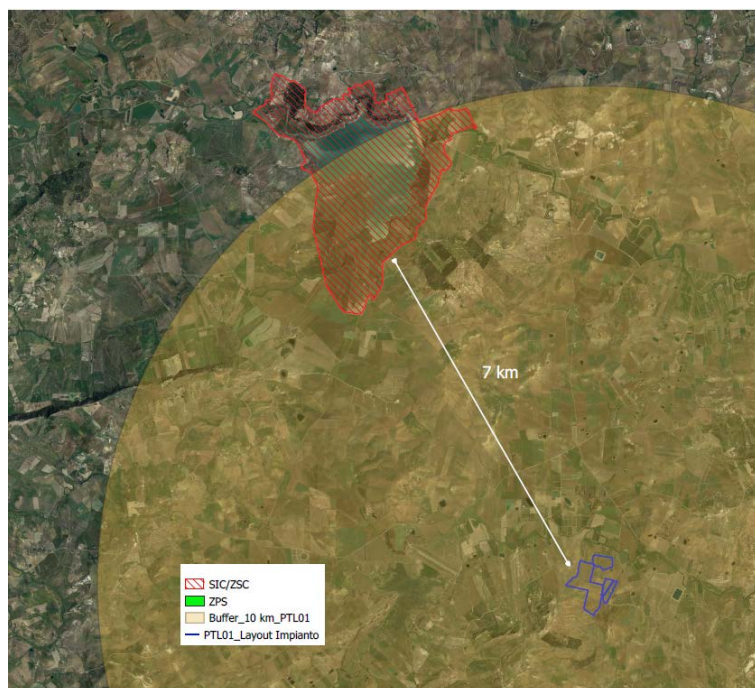 7 km
SIC/ZSC
ZPS
Buffer_10 km_PTL01
PTL01_Layout Impianto